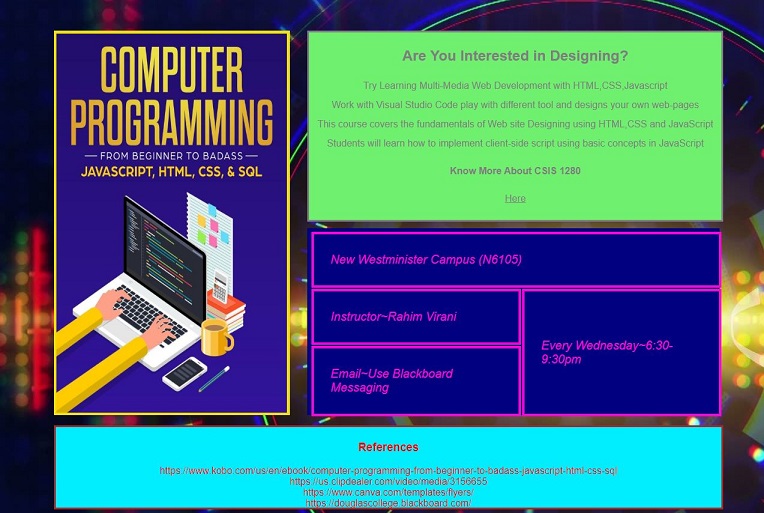 COMPUTER
PROGRAMMING
FROM BEGINNER TO BADASS
JAVASCRIPT, HTML, CSS, & SQL
Are You Interested in Designing?
Try Learning Multi-Media Web Development with HTML,CSS,Javascript
Work with Visual Studio Code play with different tool and designs your own web-pages
This course covers the fundamentals of Web site Designing using HTML,CSS and JavaScript
Students will learn how to implement client-side script using basic concepts in JavaScript
Know More About CSIS 1280
Here
New Westminister Campus (N6105)
Instructor~Rahim Virani
Every Wednesday~6:30-
9:30pm
Email~Use Blackboard
Messaging
References
https://www.kobo.com/us/en/ebook/computer-programming-from-beginner-to-badass-javascript-html-css-sql
https://us.clipdealer.com/video/media/3156655
https://www.canva.com/templates/flyers/
https://douglascollege.blackboard.com/